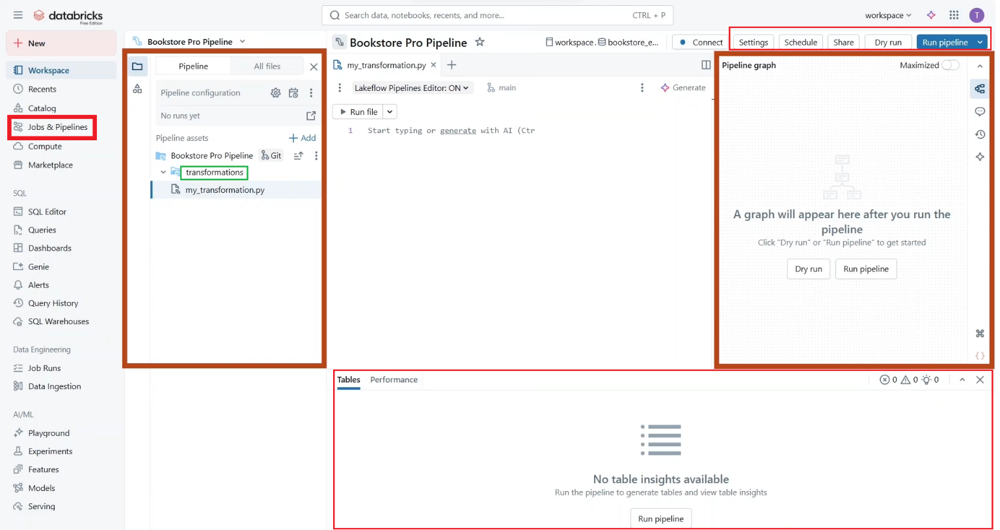 databricks
Free Edition
Search data, notebooks, recents, and more...
CTRL + P
workspace
T
New
Workspace
Recents
Catalog
Jobs & Pipelines
Compute
Marketplace
SQL
SQL Editor
Queries
Dashboards
Genie
Alerts
Query History
SQL Warehouses
Data Engineering
Job Runs
Data Ingestion
AI/ML
Playground
Experiments
Features
Models
Serving
Bookstore Pro Pipeline
Pipeline
All files
Pipeline configuration
No runs yet
Pipeline assets
Add
Bookstore Pro Pipeline
Git
transformations
my_transformation.py
Bookstore Pro Pipeline
workspace.
bookstore_e...
Connect
Settings
Schedule
Share
Dry run
Run pipeline
my_transformation.py
Lakeflow Pipelines Editor: ON
main
Generate
Run file
1 Start typing or generate with AI (Ctr
Pipeline graph
Maximized
A graph will appear here after you run the
pipeline
Click "Dry run" or "Run pipeline" to get started
Dry run
Run pipeline
Tables
Performance
0
0
0
No table insights available
Run the pipeline to generate tables and view table insights
Run pipeline